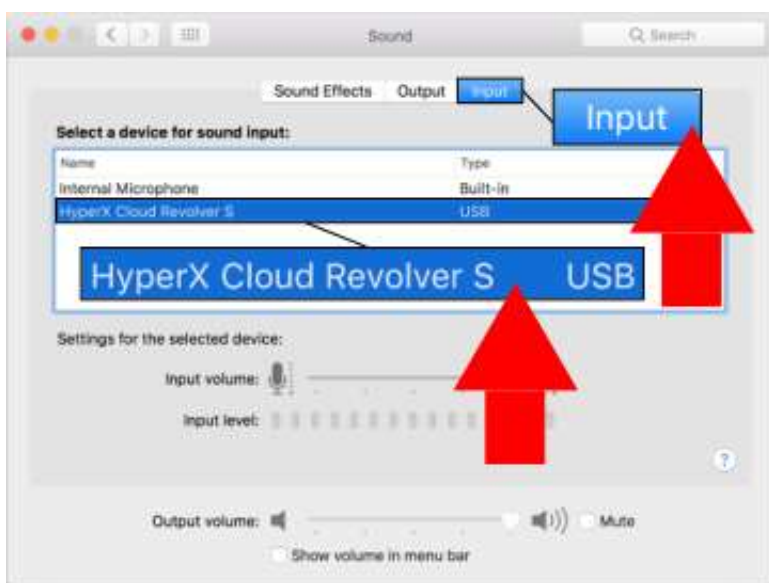 Sound
Search
Sound Effects Output Input
Input
Select a device for sound input:
Name Type
Internal Microphone Built-in
HyperX Cloud Revolver S USB
HyperX Cloud Revolver S USB
Settings for the selected device:
Input volume:
Input level:
?
Output volume: Mute
Show volume in menu bar